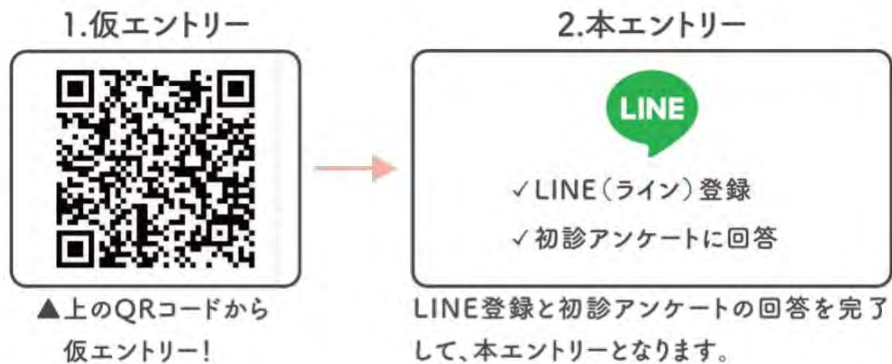 1.仮エントリー
▲上のQRコードから
仮エントリー!
2.本エントリー
LINE
✓LINE(ライン)登録
✓初診アンケートに回答
LINE登録と初診アンケートの回答を完了
して、本エントリーとなります。